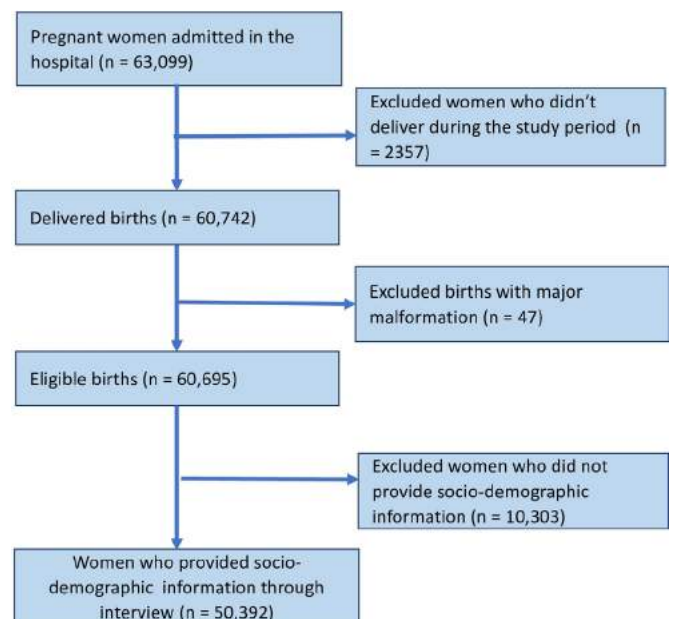 Pregnant women admitted in the
hospital (n = 63,099)
Excluded women who didn't
deliver during the study period (n
= 2357)
Delivered births (n = 60,742)
Excluded births with major
malformation (n = 47)
Eligible births (n = 60,695)
Excluded women who did not
provide socio-demographic
information (n = 10,303)
Women who provided socio-
demographic information through
interview (n = 50,392)